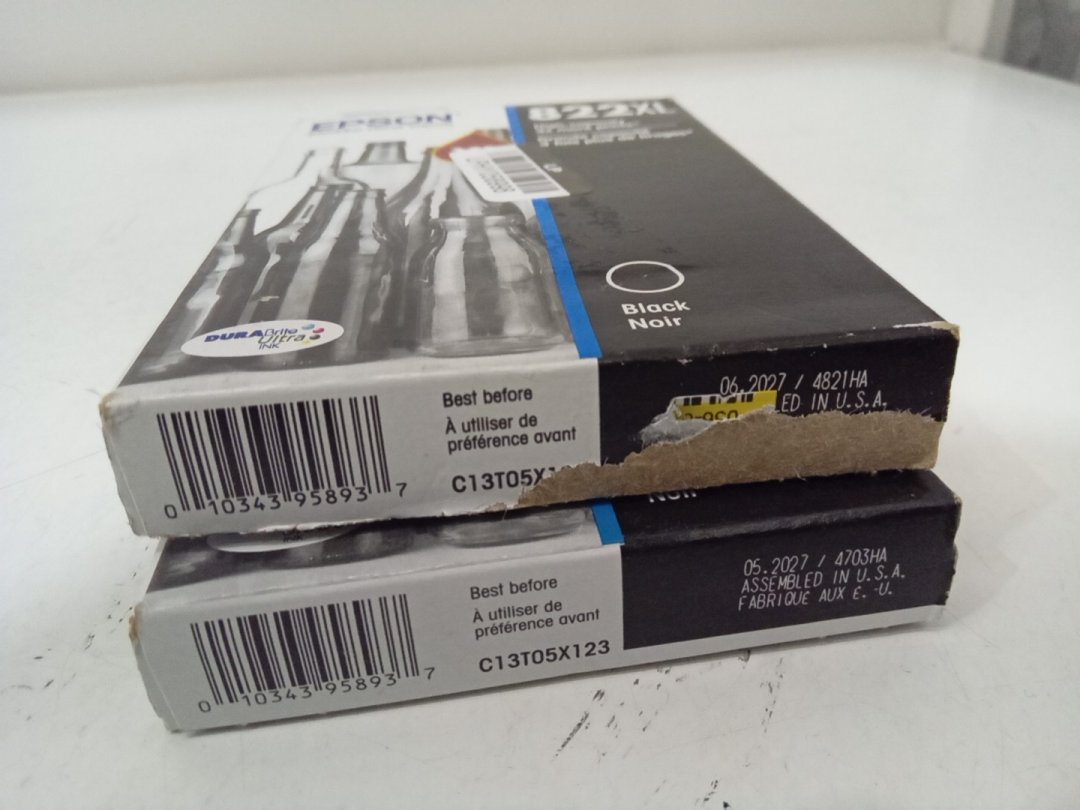 EPSON
822XL
Black
Noir
DURABrite
Ultra
INK
Best before
À utiliser de
préférence avant
C13T05X1
0 10343 95893 7
06.2027 / 4821HA
ED IN U.S.A.
Noir
Best before
À utiliser de
préférence avant
C13T05X123
0 10343 95893 7
05.2027 / 4703HA
ASSEMBLED IN U.S.A.
FABRIQUE AUX E.-U.